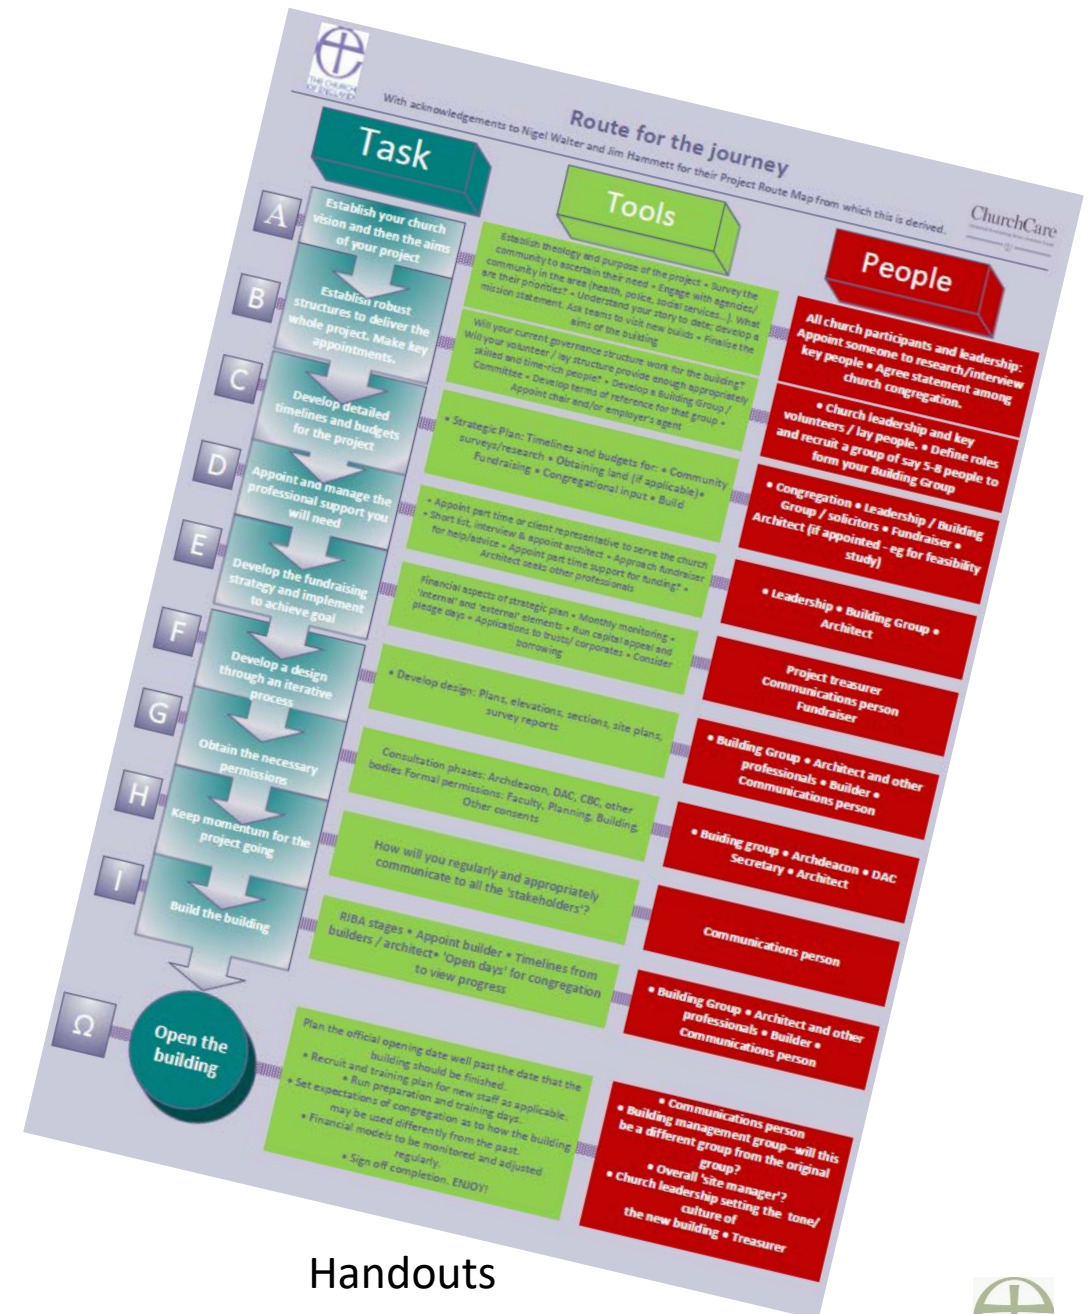 THE CHURCH
OF ENGLAND
Route for the journey
With acknowledgements to Nigel Walter and Jim Hammett for their Project Route Map from which this is derived.
ChurchCare
Task
Tools
People
A
Establish your church
vision and then the aims
of your project
Establish theology and purpose of the project • Survey the
community to ascertain their need • Engage with agencies/
community in the area (health, police, social services...). What
are their priorities? • Understand your story to date; develop a
mission statement. Ask teams to visit new builds • Finalise the
aims of the building
All church participants and leadership:
Appoint someone to research/interview
key people • Agree statement among
church congregation.
B
Establish robust
structures to deliver the
whole project. Make key
appointments.
Will your current governance structure work for the building?
Will your volunteer / lay structure provide enough appropriately
skilled and time-rich people? • Develop a Building Group /
Committee • Develop terms of reference for that group •
Appoint chair and/or employer's agent
• Church leadership and key
volunteers / lay people. • Define roles
and recruit a group of say 5-8 people to
form your Building Group
C
Develop detailed
timelines and budgets
for the project
• Strategic Plan: Timelines and budgets for: • Community
surveys/research • Obtaining land (if applicable)•
Fundraising • Congregational input • Build
• Congregation • Leadership / Building
Group / solicitors • Fundraiser •
Architect (if appointed - eg for feasibility
study)
D
Appoint and manage the
professional support you
will need
• Appoint part time or client representative to serve the church
• Short list, interview & appoint architect • Approach fundraiser
for help/advice • Appoint part time support for funding? •
Architect seeks other professionals
• Leadership • Building Group •
Architect
E
Develop the fundraising
strategy and implement
to achieve goal
Financial aspects of strategic plan • Monthly monitoring •
'internal' and 'external' elements • Run capital appeal and
pledge days • Applications to trusts/ corporates • Consider
borrowing
Project treasurer
Communications person
Fundraiser
F
Develop a design
through an iterative
process
• Develop design: Plans, elevations, sections, site plans,
survey reports
• Building Group • Architect and other
professionals • Builder •
Communications person
G
Obtain the necessary
permissions
Consultation phases: Archdeacon, DAC, CBC, other
bodies Formal permissions: Faculty, Planning, Building,
Other consents
• Buiding group • Archdeacon • DAC
Secretary • Architect
H
Keep momentum for the
project going
How will you regularly and appropriately
communicate to all the 'stakeholders'?
Communications person
I
Build the building
RIBA stages • Appoint builder • Timelines from
builders / architect• 'Open days' for congregation
to view progress
• Building Group • Architect and other
professionals • Builder •
Communications person
Ω
Open the
building
Plan the official opening date well past the date that the
building should be finished.
• Recruit and training plan for new staff as applicable.
• Run preparation and training days.
• Set expectations of congregation as to how the building
may be used differently from the past.
• Financial models to be monitored and adjusted
regularly.
• Sign off completion. ENJOY!
• Communications person
• Building management group—will this
be a different group from the original
group?
• Overall 'site manager'?
• Church leadership setting the tone/
culture of
the new building • Treasurer
Handouts